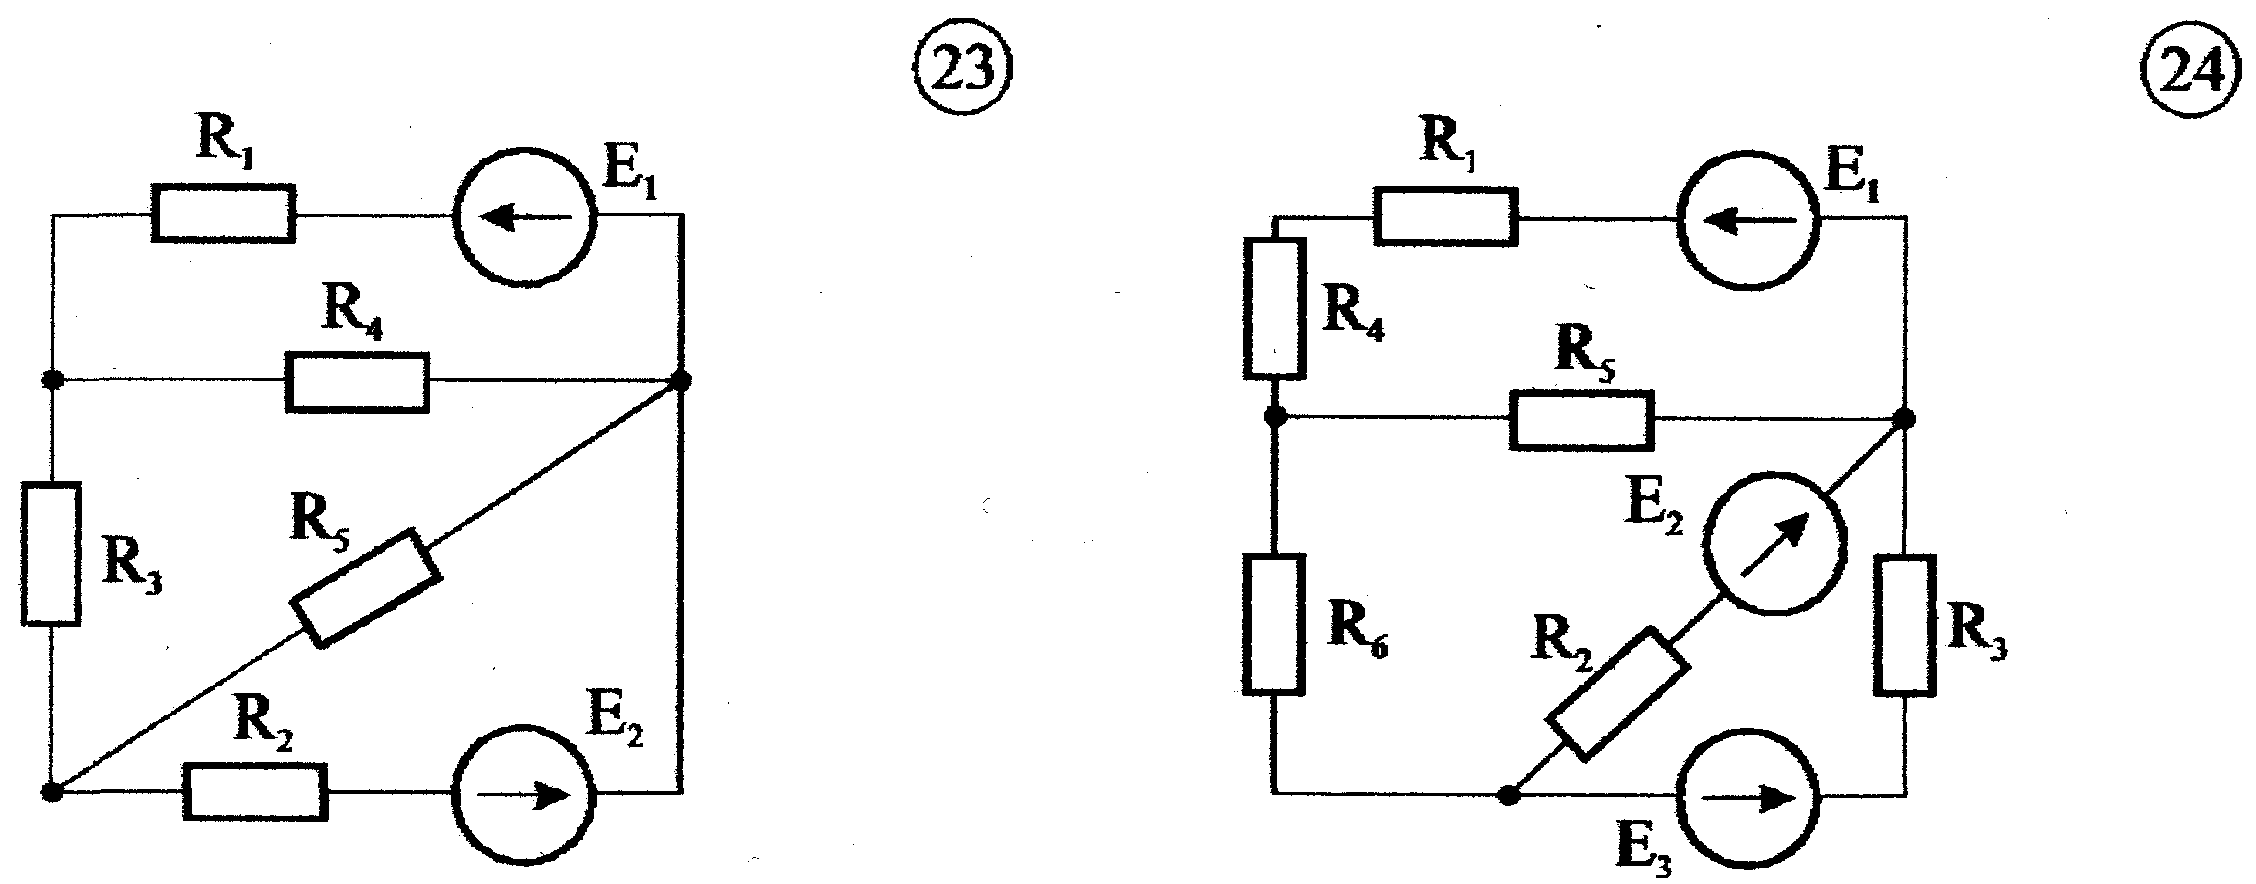 23
R₁
E₁
R₄
R₅
R₃
R₂
E₂
24
R₁
E₁
R₄
R₅
E₂
R₆
R₂
R₃
E₃